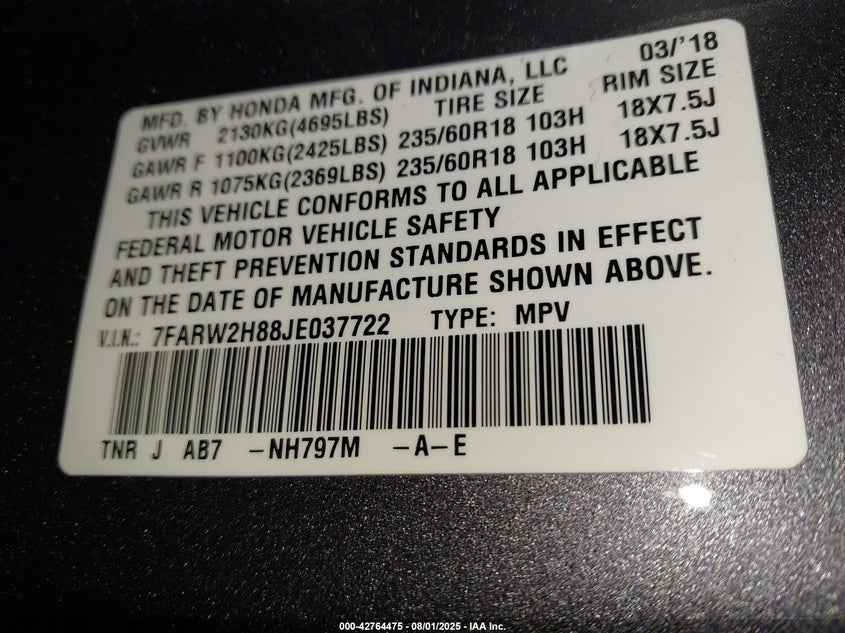 MFD. BY HONDA MFG. OF INDIANA, LLC 03/'18
GVWR 2130KG(4695LBS) TIRE SIZE RIM SIZE
GAWR F 1100KG(2425LBS) 235/60R18 103H 18X7.5J
GAWR R 1075KG(2369LBS) 235/60R18 103H 18X7.5J
THIS VEHICLE CONFORMS TO ALL APPLICABLE
FEDERAL MOTOR VEHICLE SAFETY
AND THEFT PREVENTION STANDARDS IN EFFECT
ON THE DATE OF MANUFACTURE SHOWN ABOVE.
V.I.N.: 7FARW2H88JE037722 TYPE: MPV
TNR J AB7 -NH797M -A-E
000-42764475 - 08/01/2025 - IAA Inc.